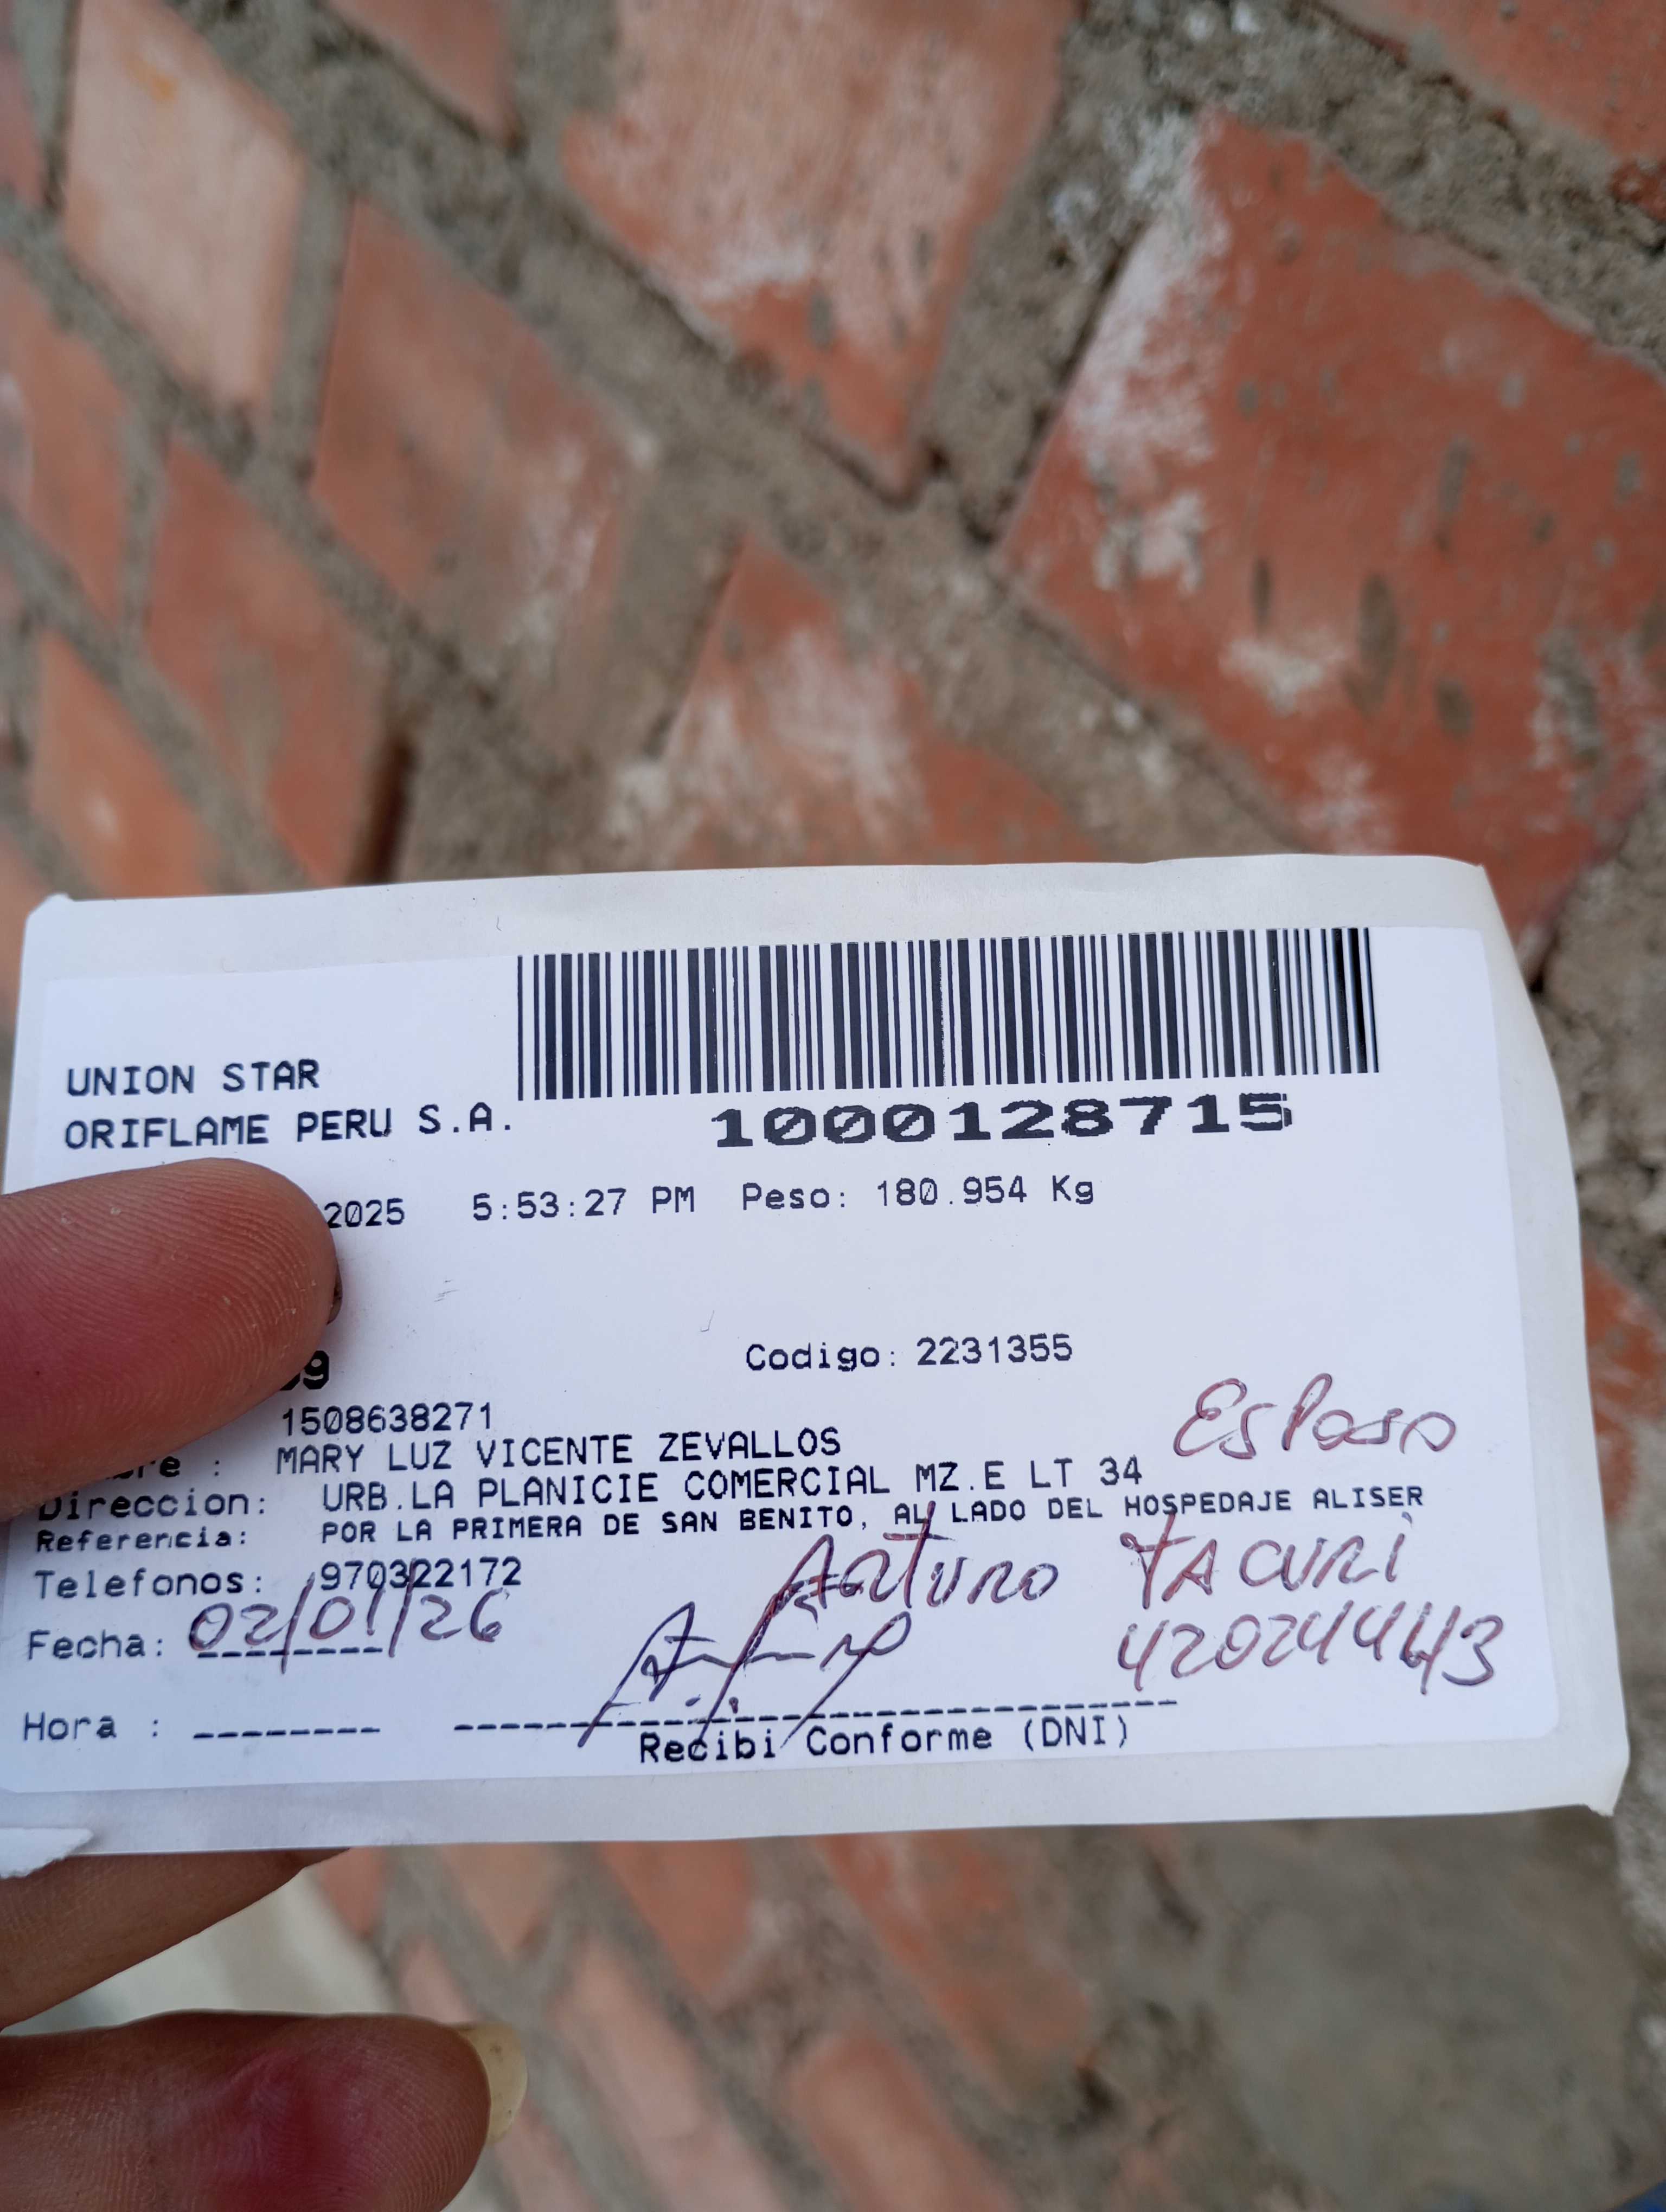 UNION STAR
ORIFLAME PERU S.A.
1000128715
2025 5:53:27 PM Peso: 180.954 Kg
Codigo: 2231355
1508638271
MARY LUZ VICENTE ZEVALLOS
Esposo
Direccion: URB.LA PLANICIE COMERCIAL MZ.E LT 34
Referencia: POR LA PRIMERA DE SAN BENITO, AL LADO DEL HOSPEDAJE ALISER
Telefonos: 970322172
Arturo TACURI
Fecha: 02/01/26
42024443
Hora :
Recibi Conforme (DNI)